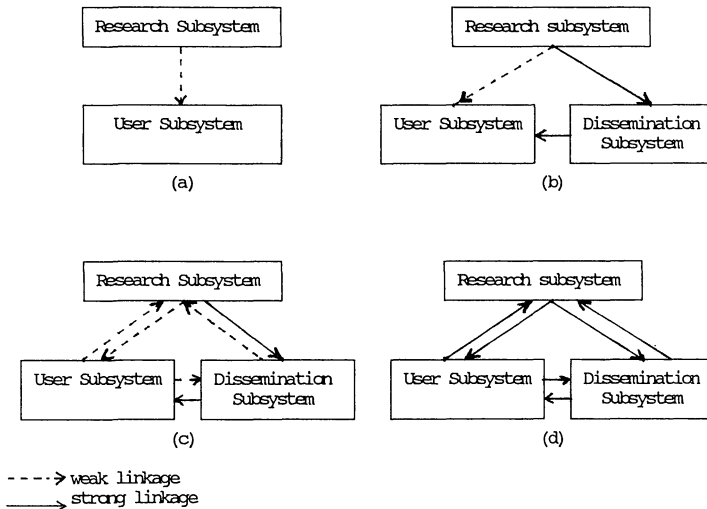 Research Subsystem
User Subsystem
(a)
Research subsystem
User Subsystem
Dissemination
Subsystem
(b)
Research Subsystem
User Subsystem
Dissemination
Subsystem
(c)
Research subsystem
User Subsystem
Dissemination
Subsystem
(d)
weak linkage
strong linkage